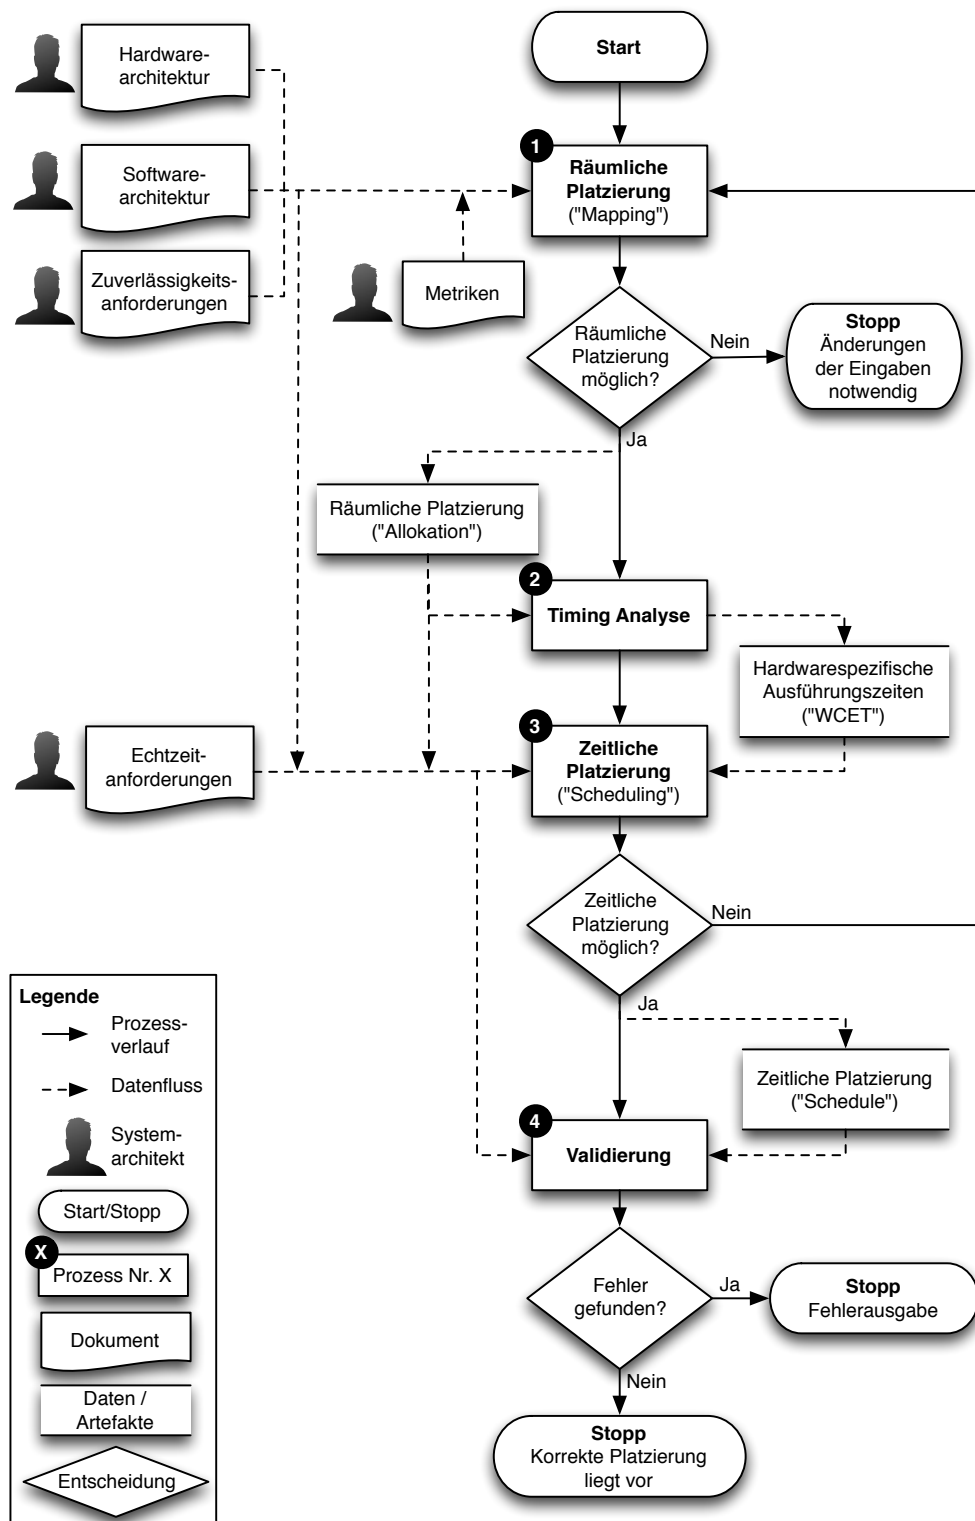 Hardware-
architektur
Start
1
Software-
architektur
Räumliche
Platzierung
("Mapping")
Zuverlässigkeits-
anforderungen
Metriken
Räumliche
Platzierung
möglich?
Nein
Stopp
Änderungen
der Eingaben
notwendig
Ja
Räumliche Platzierung
("Allokation")
2
Timing Analyse
Hardwarespezifische
Ausführungszeiten
("WCET")
3
Echtzeit-
anforderungen
Zeitliche
Platzierung
("Scheduling")
Zeitliche
Platzierung
möglich?
Nein
Ja
Zeitliche Platzierung
("Schedule")
4
Validierung
Fehler
gefunden?
Ja
Stopp
Fehlerausgabe
Nein
Stopp
Korrekte Platzierung
liegt vor
Legende
Prozess-
verlauf
Datenfluss
System-
architekt
Start/Stopp
X
Prozess Nr. X
Dokument
Daten /
Artefakte
Entscheidung